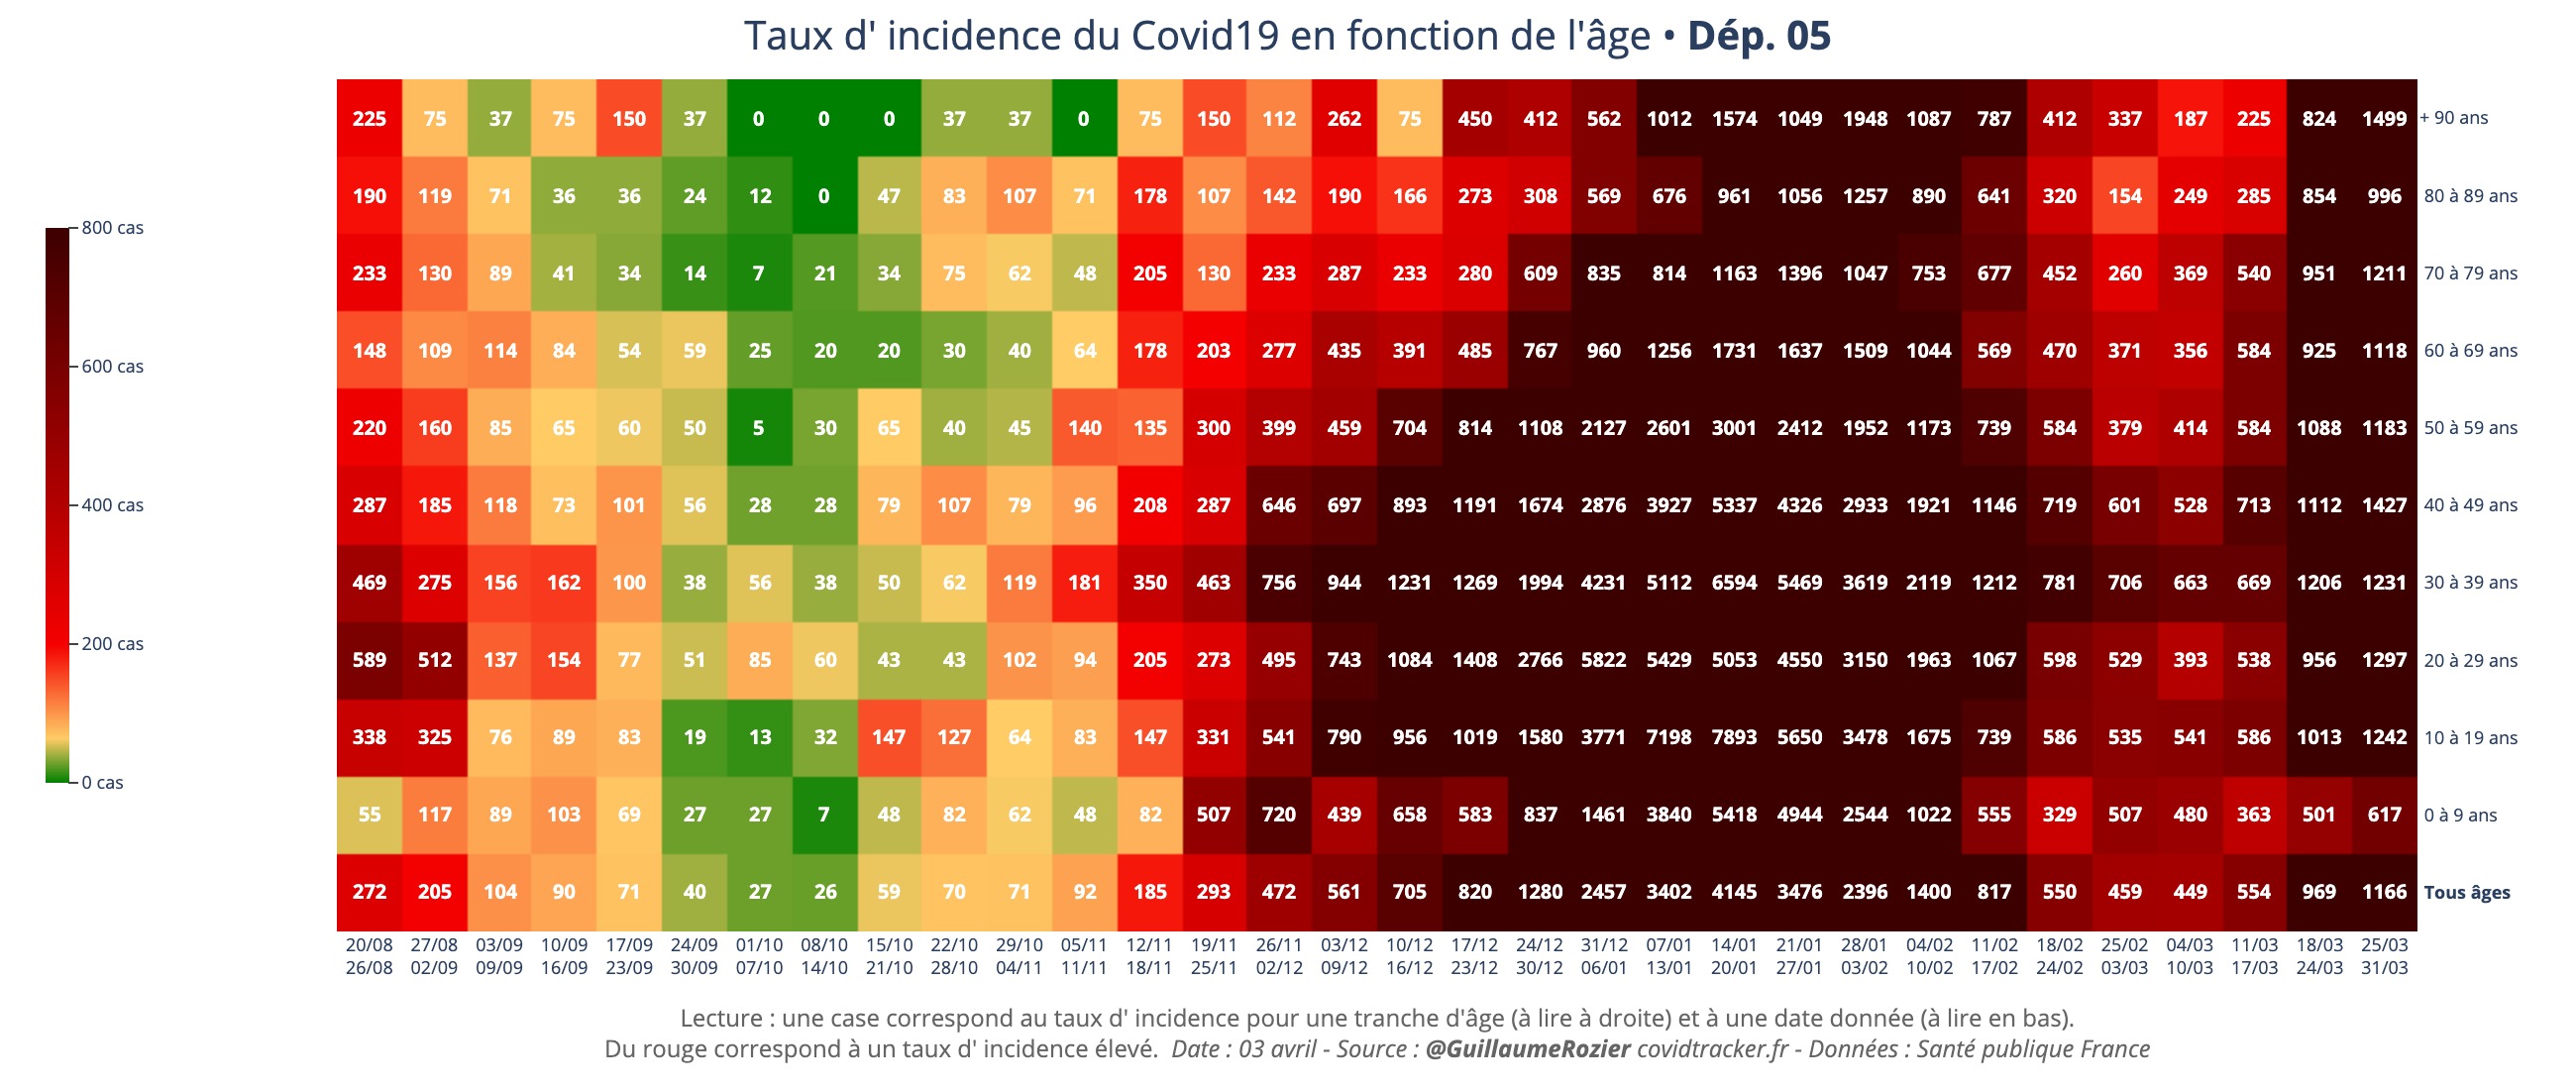 Taux d' incidence du Covid19 en fonction de l'âge • Dép. 05
225 75 37 75 150 37 0 0 0 37 37 0 75 150 112 262 75 450 412 562 1012 1574 1049 1948 1087 787 412 337 187 225 824 1499 + 90 ans
190 119 71 36 36 24 12 0 47 83 107 71 178 107 142 190 166 273 308 569 676 961 1056 1257 890 641 320 154 249 285 854 996 80 à 89 ans
800 cas
233 130 89 41 34 14 7 21 34 75 62 48 205 130 233 287 233 280 609 835 814 1163 1396 1047 753 677 452 260 369 540 951 1211 70 à 79 ans
148 109 114 84 54 59 25 20 20 30 40 64 178 203 277 435 391 485 767 960 1256 1731 1637 1509 1044 569 470 371 356 584 925 1118 60 à 69 ans
600 cas
220 160 85 65 60 50 5 30 65 40 45 140 135 300 399 459 704 814 1108 2127 2601 3001 2412 1952 1173 739 584 379 414 584 1088 1183 50 à 59 ans
400 cas
287 185 118 73 101 56 28 28 79 107 79 96 208 287 646 697 893 1191 1674 2876 3927 5337 4326 2933 1921 1146 719 601 528 713 1112 1427 40 à 49 ans
469 275 156 162 100 38 56 38 50 62 119 181 350 463 756 944 1231 1269 1994 4231 5112 6594 5469 3619 2119 1212 781 706 663 669 1206 1231 30 à 39 ans
200 cas
589 512 137 154 77 51 85 60 43 43 102 94 205 273 495 743 1084 1408 2766 5822 5429 5053 4550 3150 1963 1067 598 529 393 538 956 1297 20 à 29 ans
338 325 76 89 83 19 13 32 147 127 64 83 147 331 541 790 956 1019 1580 3771 7198 7893 5650 3478 1675 739 586 535 541 586 1013 1242 10 à 19 ans
0 cas
55 117 89 103 69 27 27 7 48 82 62 48 82 507 720 439 658 583 837 1461 3840 5418 4944 2544 1022 555 329 507 480 363 501 617 0 à 9 ans
272 205 104 90 71 40 27 26 59 70 71 92 185 293 472 561 705 820 1280 2457 3402 4145 3476 2396 1400 817 550 459 449 554 969 1166 Tous âges
20/08 27/08 03/09 10/09 17/09 24/09 01/10 08/10 15/10 22/10 29/10 05/11 12/11 19/11 26/11 03/12 10/12 17/12 24/12 31/12 07/01 14/01 21/01 28/01 04/02 11/02 18/02 25/02 04/03 11/03 18/03 25/03
26/08 02/09 09/09 16/09 23/09 30/09 07/10 14/10 21/10 28/10 04/11 11/11 18/11 25/11 02/12 09/12 16/12 23/12 30/12 06/01 13/01 20/01 27/01 03/02 10/02 17/02 24/02 03/03 10/03 17/03 24/03 31/03
Lecture : une case correspond au taux d' incidence pour une tranche d'âge (à lire à droite) et à une date donnée (à lire en bas).
Du rouge correspond à un taux d' incidence élevé. Date : 03 avril - Source : @GuillaumeRozier covidtracker.fr - Données : Santé publique France